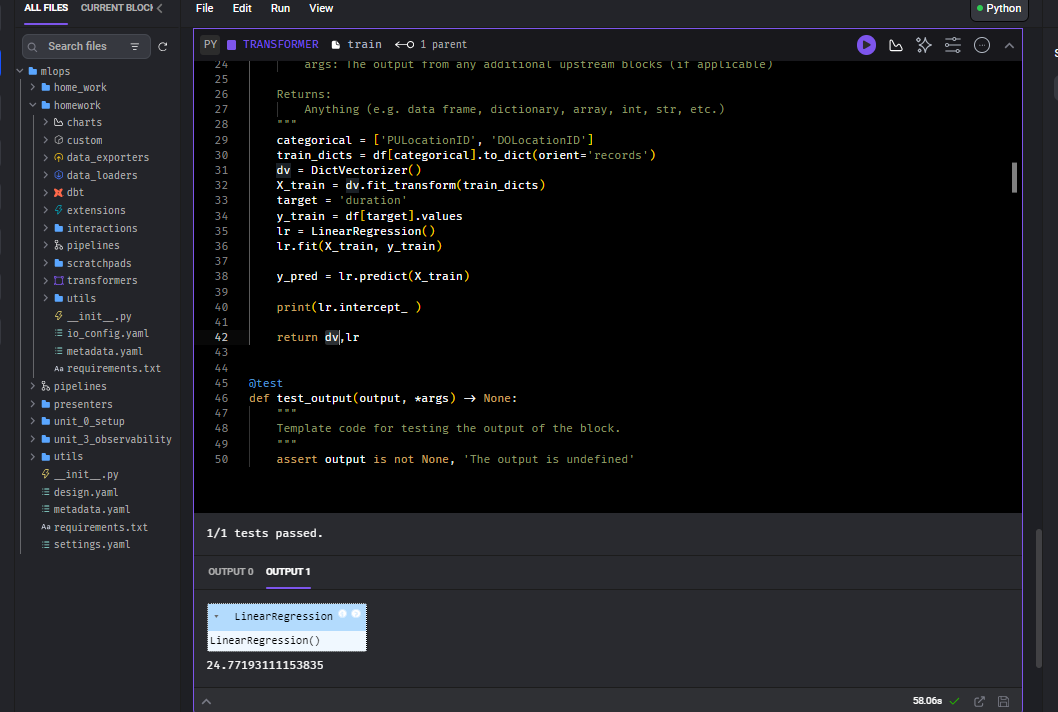 ALL FILES CURRENT BLOCK
File Edit Run View
Python
Search files
mlops
home_work
homework
charts
custom
data_exporters
data_loaders
dbt
extensions
interactions
pipelines
scratchpads
transformers
utils
__init__.py
io_config.yaml
metadata.yaml
Aa requirements.txt
pipelines
presenters
unit_0_setup
unit_3_observability
utils
__init__.py
design.yaml
metadata.yaml
Aa requirements.txt
settings.yaml
PY TRANSFORMER train 1 parent
24 args: The output from any additional upstream blocks (if applicable)
25
26 Returns:
27 Anything (e.g. data frame, dictionary, array, int, str, etc.)
28 """
29 categorical = ['PULocationID', 'DOLocationID']
30 train_dicts = df[categorical].to_dict(orient='records')
31 dv = DictVectorizer()
32 X_train = dv.fit_transform(train_dicts)
33 target = 'duration'
34 y_train = df[target].values
35 lr = LinearRegression()
36 lr.fit(X_train, y_train)
37
38 y_pred = lr.predict(X_train)
39
40 print(lr.intercept_ )
41
42 return dv,lr
43
44
45 @test
46 def test_output(output, *args) -> None:
47 """
48 Template code for testing the output of the block.
49 """
50 assert output is not None, 'The output is undefined'
1/1 tests passed.
OUTPUT 0 OUTPUT 1
LinearRegression
LinearRegression()
24.77193111153835
58.06s